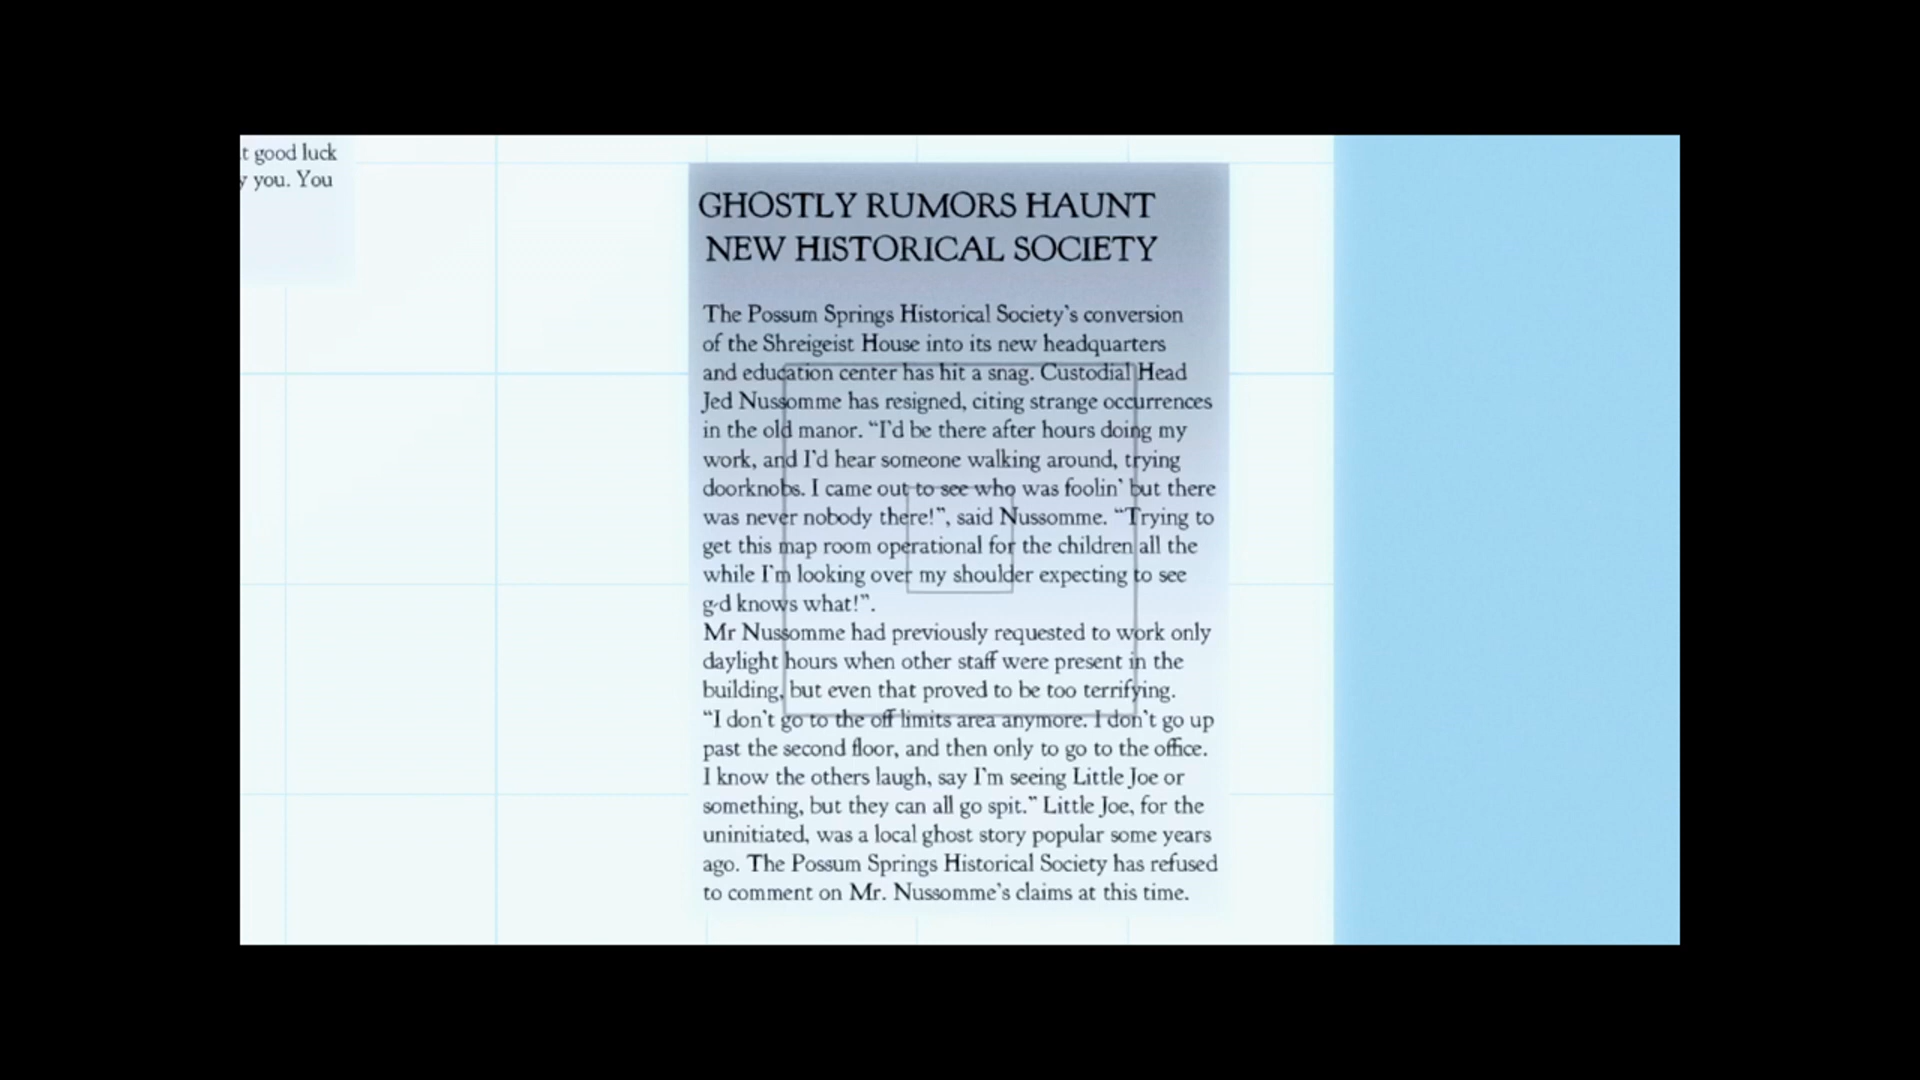 t good luck
y you. You
GHOSTLY RUMORS HAUNT
NEW HISTORICAL SOCIETY
The Possum Springs Historical Society's conversion
of the Shreigeist House into its new headquarters
and education center has hit a snag. Custodial Head
Jed Nussomme has resigned, citing strange occurrences
in the old manor. “I'd be there after hours doing my
work, and I'd hear someone walking around, trying
doorknobs. I came out to see who was foolin' but there
was never nobody there!”, said Nussomme. “Trying to
get this map room operational for the children all the
while I'm looking over my shoulder expecting to see
g-d knows what!”.
Mr Nussomme had previously requested to work only
daylight hours when other staff were present in the
building, but even that proved to be too terrifying.
“I don't go to the off limits area anymore. I don't go up
past the second floor, and then only to go to the office.
I know the others laugh, say I'm seeing Little Joe or
something, but they can all go spit.” Little Joe, for the
uninitiated, was a local ghost story popular some years
ago. The Possum Springs Historical Society has refused
to comment on Mr. Nussomme's claims at this time.